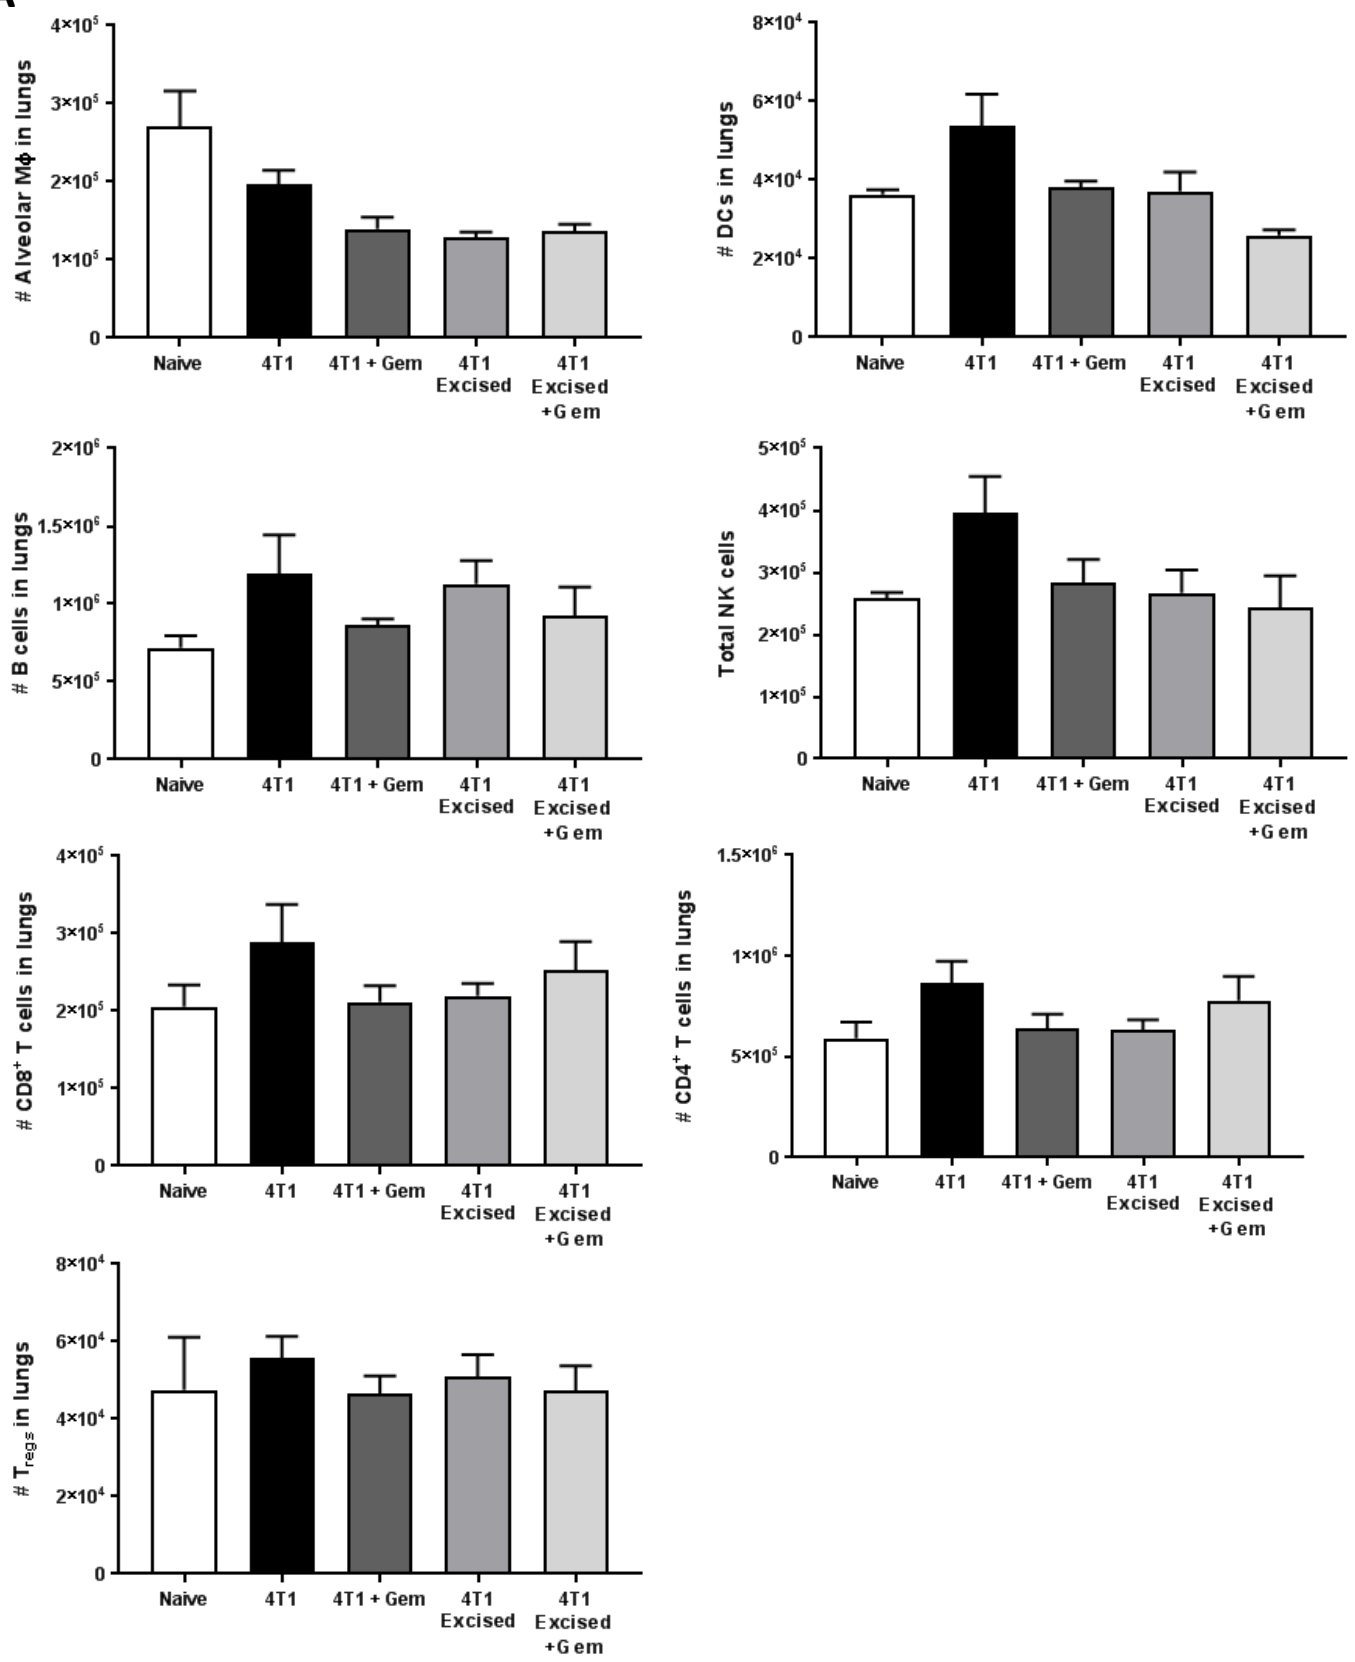 # Alveolar Mϕ in lungs
4×10⁵
3×10⁵
2×10⁵
1×10⁵
0
Naive 4T1 4T1 + Gem 4T1 4T1
Excised Excised
+G em
# DCs in lungs
8×10⁴
6×10⁴
4×10⁴
2×10⁴
0
Naive 4T1 4T1 + Gem 4T1 4T1
Excised Excised
+G em
# B cells in lungs
2×10⁶
1.5×10⁶
1×10⁶
5×10⁵
0
Naive 4T1 4T1 + Gem 4T1 4T1
Excised Excised
+G em
Total NK cells
5×10⁵
4×10⁵
3×10⁵
2×10⁵
1×10⁵
0
Naive 4T1 4T1 + Gem 4T1 4T1
Excised Excised
+G em
# CD8⁺ T cells in lungs
4×10⁵
3×10⁵
2×10⁵
1×10⁵
0
Naive 4T1 4T1 + Gem 4T1 4T1
Excised Excised
+G em
# CD4⁺ T cells in lungs
1.5×10⁶
1×10⁶
5×10⁵
0
Naive 4T1 4T1 + Gem 4T1 4T1
Excised Excised
+G em
# Tregs in lungs
8×10⁴
6×10⁴
4×10⁴
2×10⁴
0
Naive 4T1 4T1 + Gem 4T1 4T1
Excised Excised
+G em